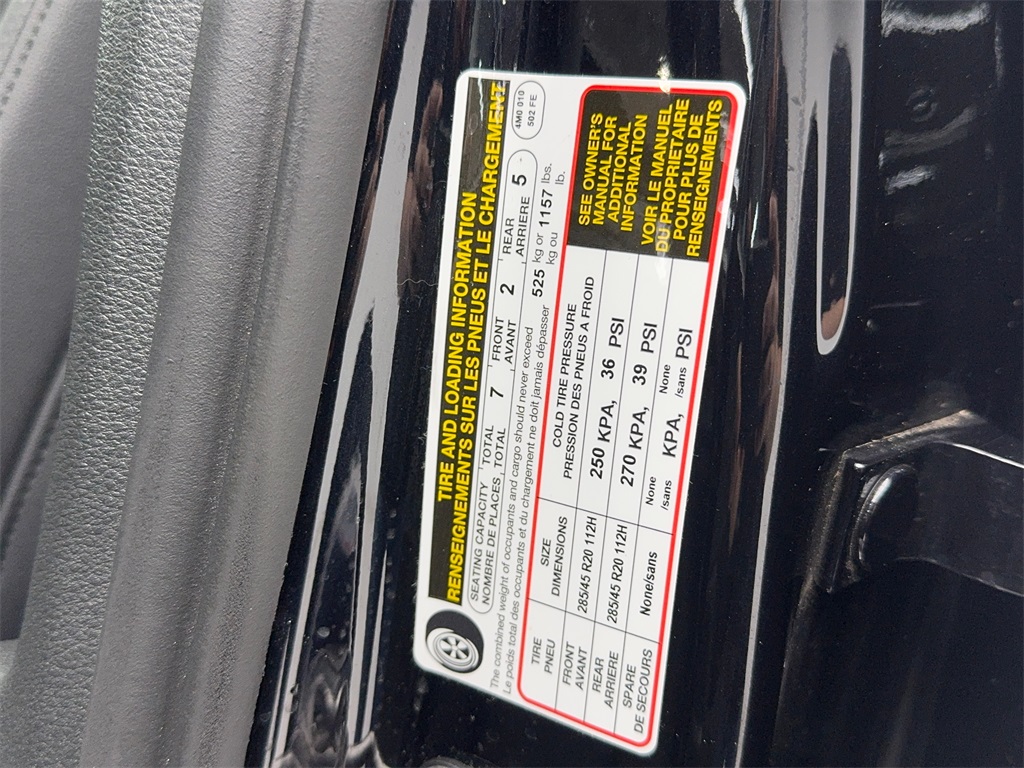 TIRE AND LOADING INFORMATION
RENSEIGNEMENTS SUR LES PNEUS ET LE CHARGEMENT
SEATING CAPACITY TOTAL 7 FRONT 2 REAR 5
NOMBRE DE PLACES TOTAL AVANT ARRIERE
4M0 010
502 FE
The combined weight of occupants and cargo should never exceed 525 kg or 1157 lbs.
Le poids total des occupants et du chargement ne doit jamais dépasser kg ou lb.
TIRE SIZE COLD TIRE PRESSURE
PNEU DIMENSIONS PRESSION DES PNEUS A FROID
FRONT
AVANT 285/45 R20 112H 250 KPA, 36 PSI
REAR
ARRIERE 285/45 R20 112H 270 KPA, 39 PSI
SPARE
DE SECOURS None/sans None /sans KPA, None /sans PSI
SEE OWNER'S
MANUAL FOR
ADDITIONAL
INFORMATION
VOIR LE MANUEL
DU PROPRIETAIRE
POUR PLUS DE
RENSEIGNEMENTS